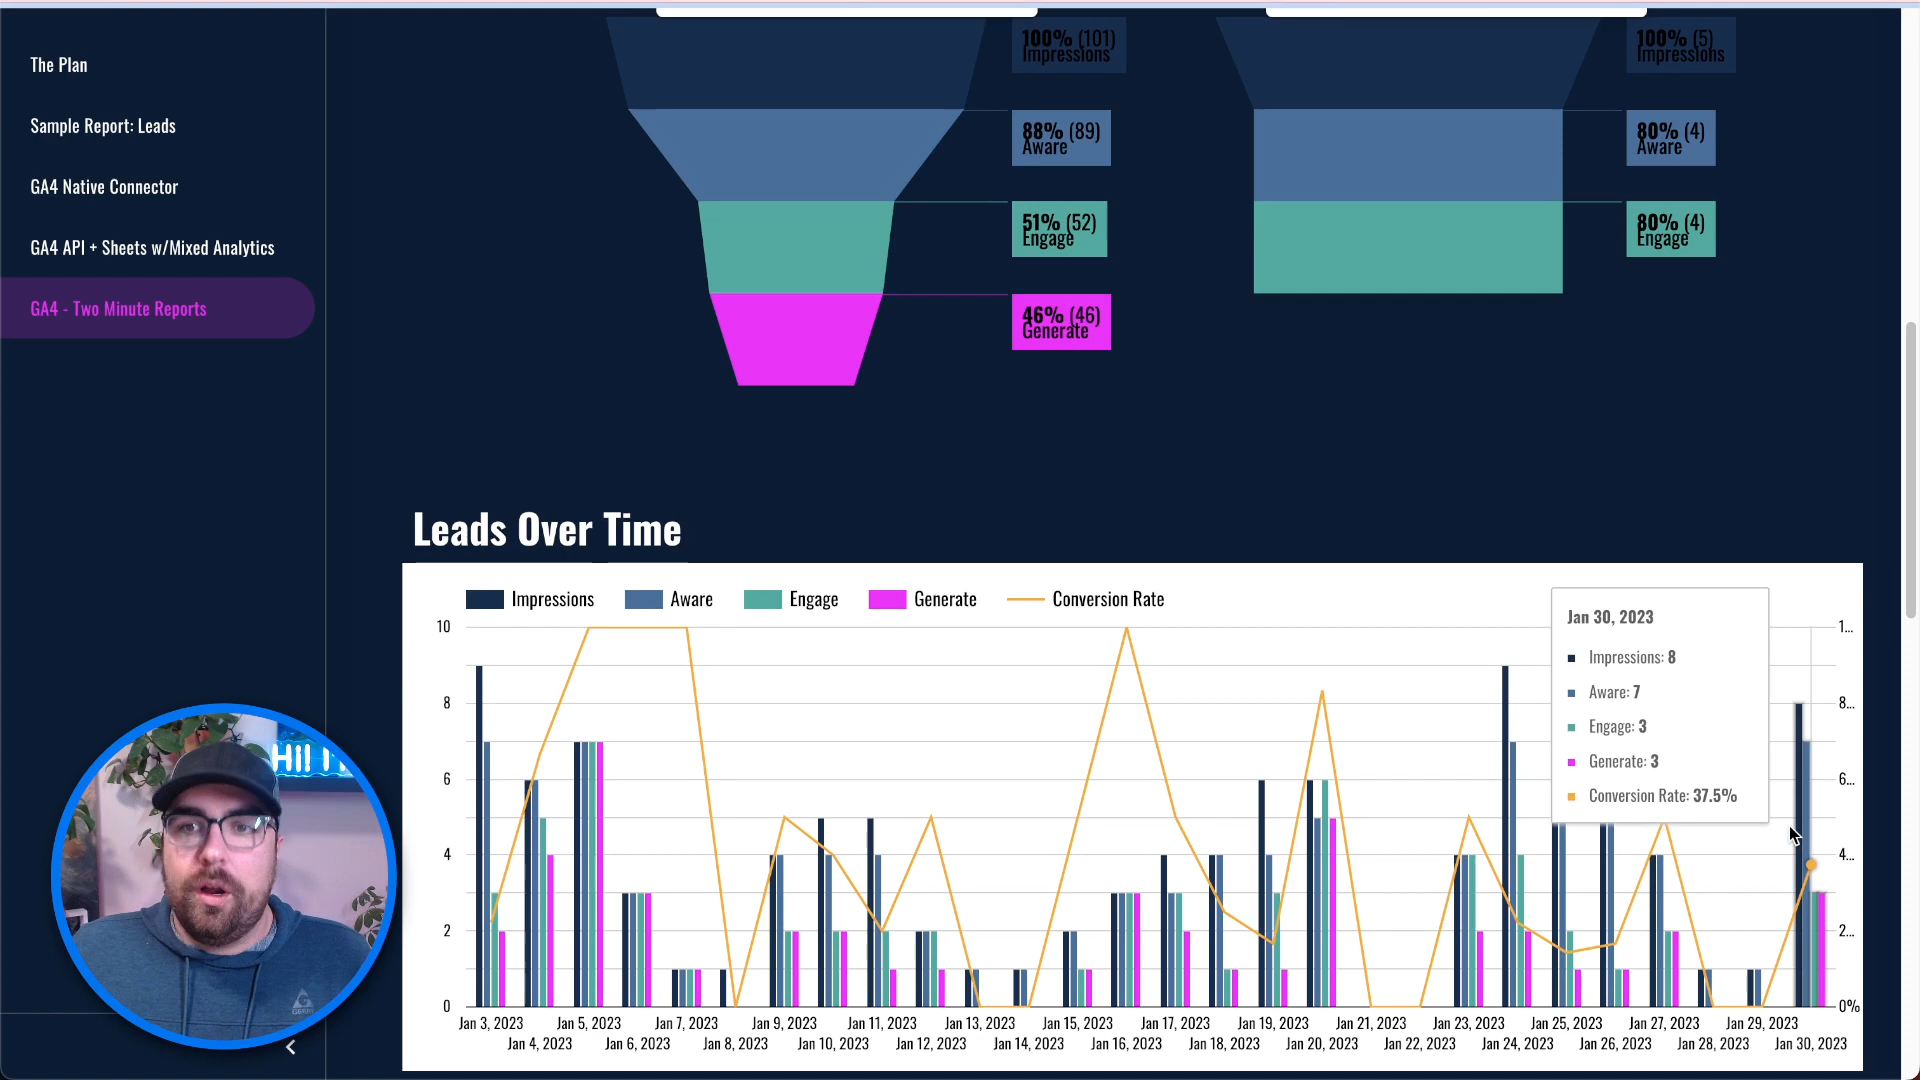 The Plan
Sample Report: Leads
GA4 Native Connector
GA4 API + Sheets w/Mixed Analytics
GA4 - Two Minute Reports
100% (101)
Impressions
88% (89)
Aware
51% (52)
Engage
46% (46)
Generate
100% (5)
Impressions
80% (4)
Aware
80% (4)
Engage
Leads Over Time
Impressions Aware Engage Generate Conversion Rate
10
8
6
4
2
0
1...
8...
6...
4...
2...
0%
Jan 30, 2023
Impressions: 8
Aware: 7
Engage: 3
Generate: 3
Conversion Rate: 37.5%
Jan 3, 2023 Jan 5, 2023 Jan 7, 2023 Jan 9, 2023 Jan 11, 2023 Jan 13, 2023 Jan 15, 2023 Jan 17, 2023 Jan 19, 2023 Jan 21, 2023 Jan 23, 2023 Jan 25, 2023 Jan 27, 2023 Jan 29, 2023
Jan 4, 2023 Jan 6, 2023 Jan 8, 2023 Jan 10, 2023 Jan 12, 2023 Jan 14, 2023 Jan 16, 2023 Jan 18, 2023 Jan 20, 2023 Jan 22, 2023 Jan 24, 2023 Jan 26, 2023 Jan 28, 2023 Jan 30, 2023
Hi!